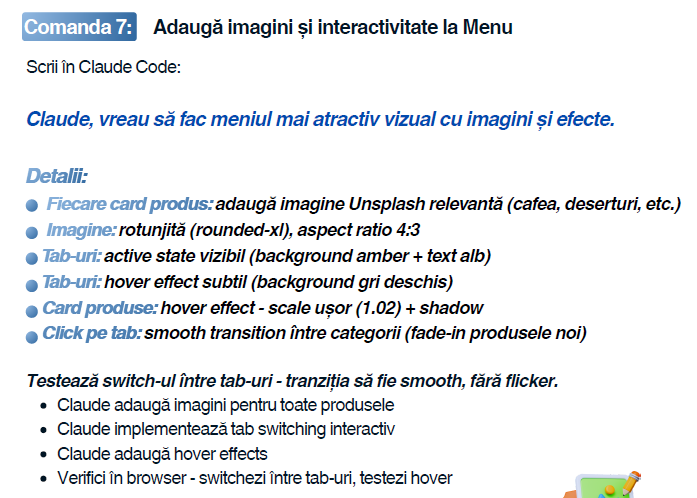 Comanda 7: Adaugă imagini și interactivitate la Menu
Scrii în Claude Code:
Claude, vreau să fac meniul mai atractiv vizual cu imagini și efecte.
Detalii:
Fiecare card produs: adaugă imagine Unsplash relevantă (cafea, deserturi, etc.)
Imagine: rotunjită (rounded-xl), aspect ratio 4:3
Tab-uri: active state vizibil (background amber + text alb)
Tab-uri: hover effect subtil (background gri deschis)
Card produse: hover effect - scale ușor (1.02) + shadow
Click pe tab: smooth transition între categorii (fade-in produsele noi)
Testează switch-ul între tab-uri - tranziția să fie smooth, fără flicker.
• Claude adaugă imagini pentru toate produsele
• Claude implementează tab switching interactiv
• Claude adaugă hover effects
• Verifici în browser - switchezi între tab-uri, testezi hover